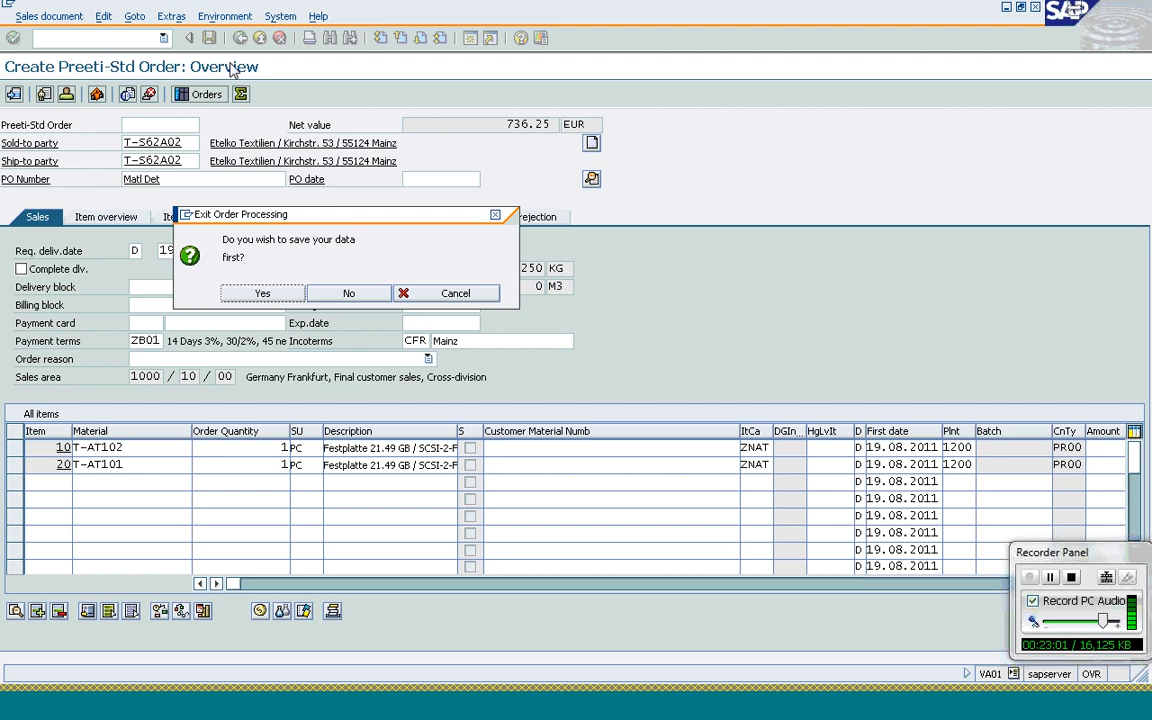 Sales document Edit Goto Extras Environment System Help
SAP
Create Preeti-Std Order: Overview
Orders
Preeti-Std Order Net value 736.25 EUR
Sold-to party T-S62A02 Etelko Textilien / Kirchstr. 53 / 55124 Mainz
Ship-to party T-S62A02 Etelko Textilien / Kirchstr. 53 / 55124 Mainz
PO Number Matl Det PO date
Sales Item overview Ite rejection
Exit Order Processing
Do you wish to save your data
first?
Yes No Cancel
Req. deliv.date D 19
Complete dlv. 250 KG
Delivery block 0 M3
Billing block
Payment card Exp.date
Payment terms ZB01 14 Days 3%, 30/2%, 45 ne Incoterms CFR Mainz
Order reason
Sales area 1000 / 10 / 00 Germany Frankfurt, Final customer sales, Cross-division
All items
Item Material Order Quantity SU Description S Customer Material Numb ItCa DGIn... HgLvIt D First date Plnt Batch CnTy Amount
10 T-AT102 1 PC Festplatte 21.49 GB / SCSI-2-F ZNAT D 19.08.2011 1200 PR00
20 T-AT101 1 PC Festplatte 21.49 GB / SCSI-2-F ZNAT D 19.08.2011 1200 PR00
D 19.08.2011
D 19.08.2011
D 19.08.2011
D 19.08.2011
D 19.08.2011
D 19.08.2011
Recorder Panel
Record PC Audio
00:23:01 / 16,125 KB
VA01 sapserver OVR